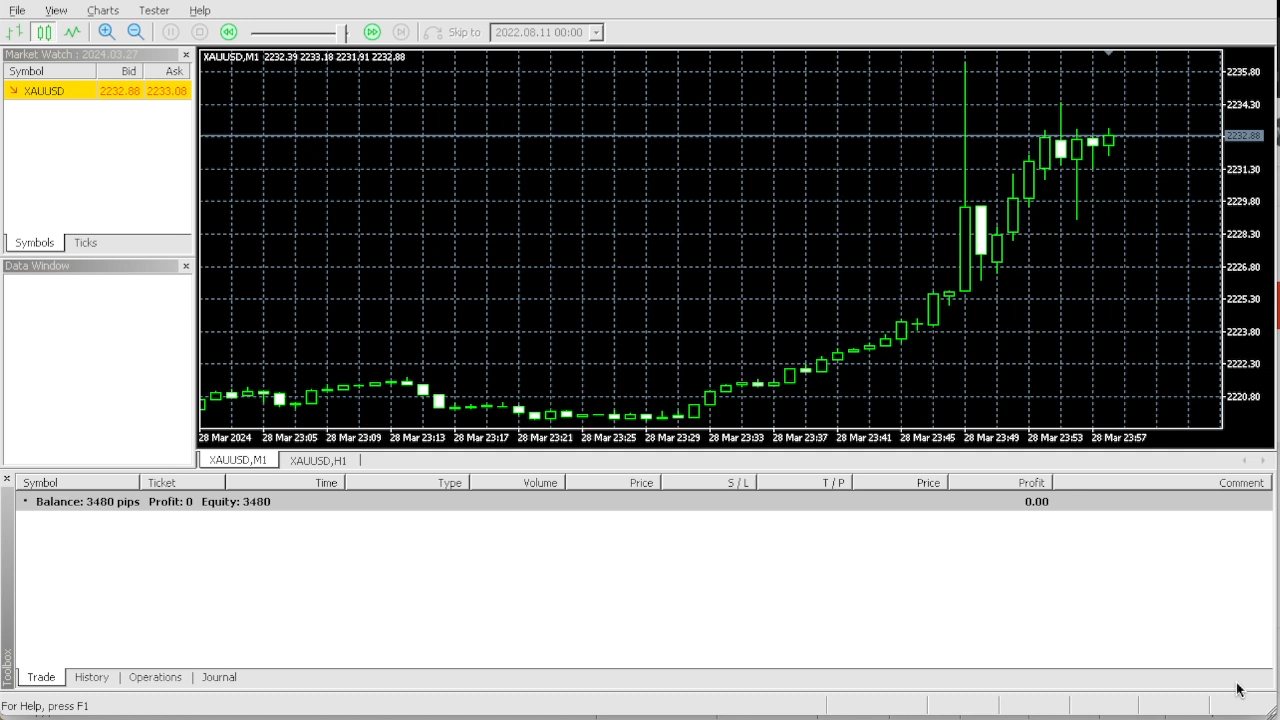 File View Charts Tester Help
Skip to 2022.08.11 00:00
Market Watch : 2024.03.27
Symbol Bid Ask
XAUUSD 2232.88 2233.08
Symbols Ticks
Data Window
XAUUSD,M1 2232.39 2233.18 2231.91 2232.88
2235.80
2234.30
2232.88
2231.30
2229.80
2228.30
2226.80
2225.30
2223.80
2222.30
2220.80
28 Mar 2024 28 Mar 23:05 28 Mar 23:09 28 Mar 23:13 28 Mar 23:17 28 Mar 23:21 28 Mar 23:25 28 Mar 23:29 28 Mar 23:33 28 Mar 23:37 28 Mar 23:41 28 Mar 23:45 28 Mar 23:49 28 Mar 23:53 28 Mar 23:57
XAUUSD,M1 XAUUSD,H1
Symbol Ticket Time Type Volume Price S / L T / P Price Profit Comment
Balance: 3480 pips Profit: 0 Equity: 3480 0.00
Toolbox
Trade History Operations Journal
For Help, press F1